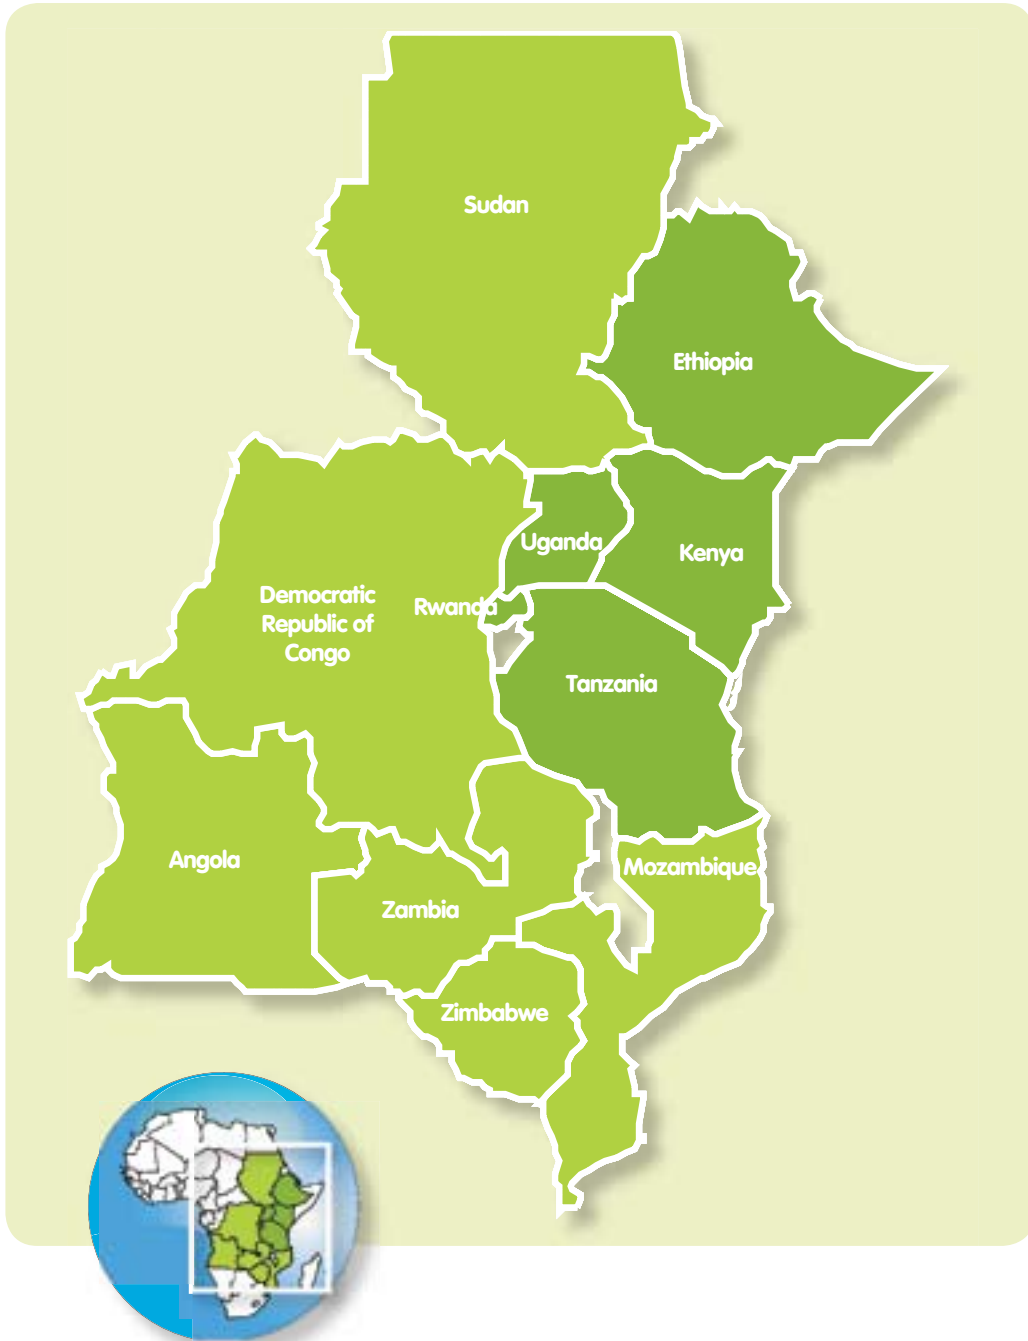 Sudan
Ethiopia
Uganda
Kenya
Democratic
Republic of
Congo
Rwanda
Tanzania
Angola
Mozambique
Zambia
Zimbabwe